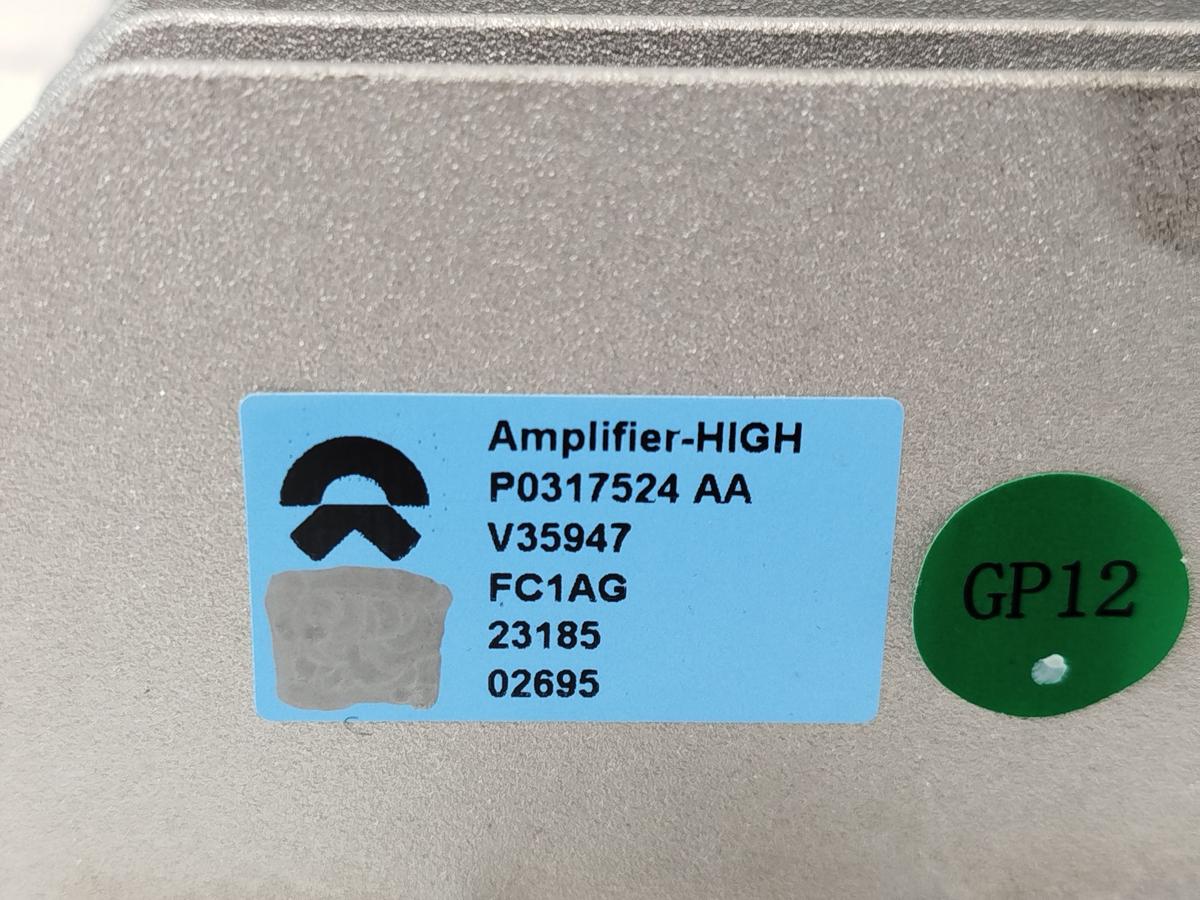 Amplifier-HIGH
P0317524 AA
V35947
FC1AG
23185
02695
GP12